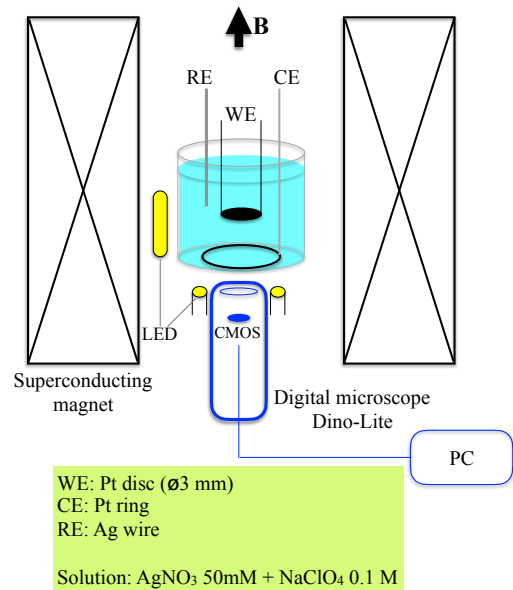 B
RE
CE
WE
LED
CMOS
Superconducting
magnet
Digital microscope
Dino-Lite
PC
WE: Pt disc (ø3 mm)
CE: Pt ring
RE: Ag wire
Solution: AgNO₃ 50mM + NaClO₄ 0.1 M